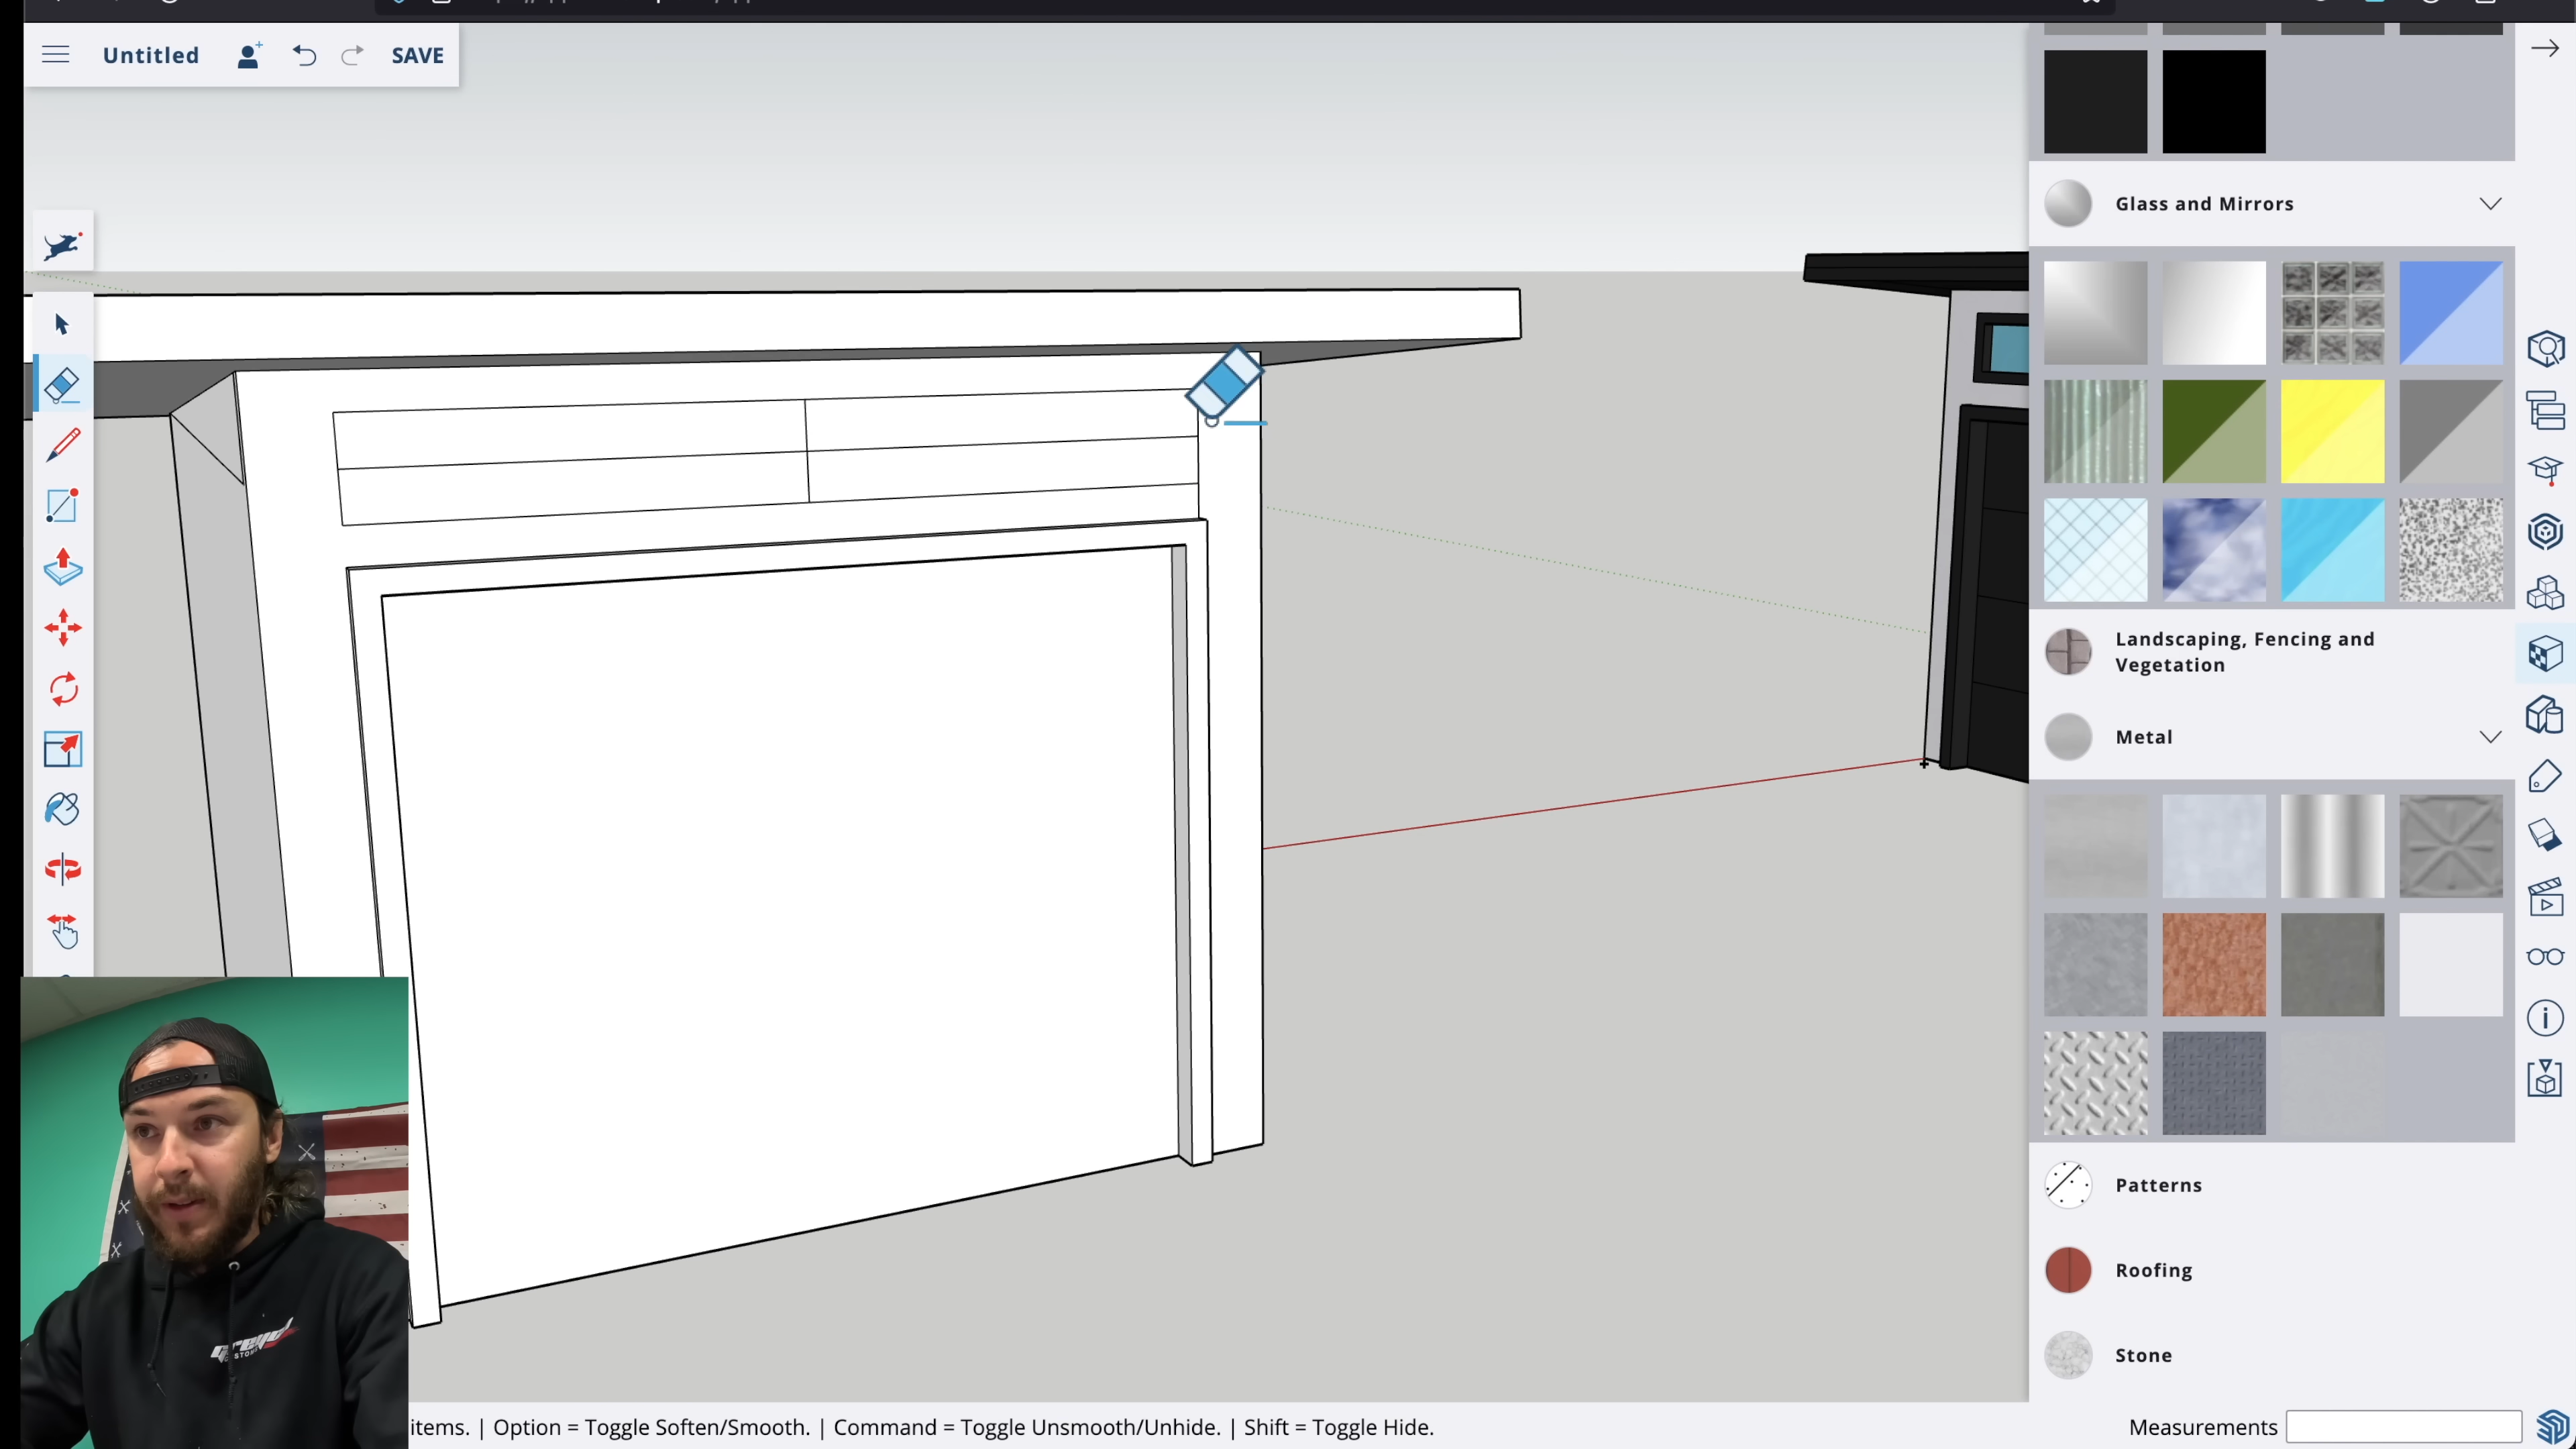 Untitled
SAVE
Glass and Mirrors
Landscaping, Fencing and
Vegetation
Metal
Patterns
Roofing
Stone
items. | Option = Toggle Soften/Smooth. | Command = Toggle Unsmooth/Unhide. | Shift = Toggle Hide.
Measurements